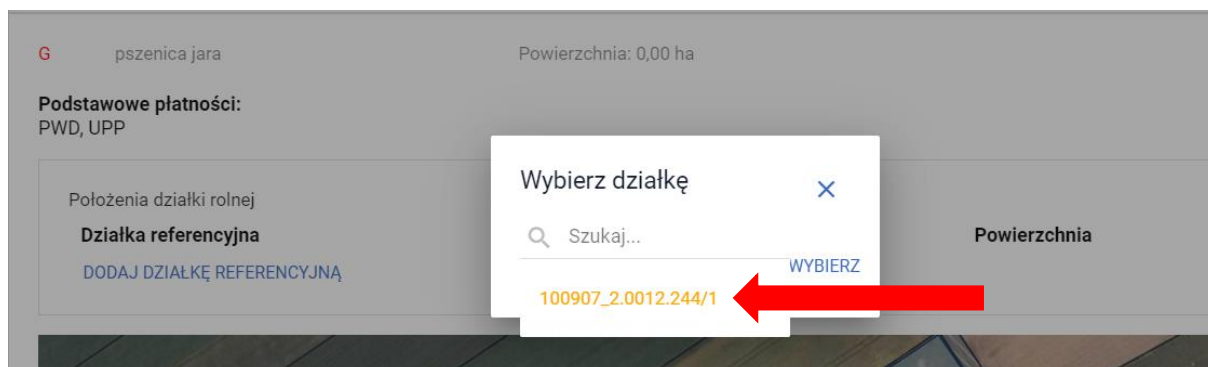 G pszenica jara Powierzchnia: 0,00 ha
Podstawowe płatności:
PWD, UPP
Położenia działki rolnej
Działka referencyjna Powierzchnia
DODAJ DZIAŁKĘ REFERENCYJNĄ
Wybierz działkę
Szukaj...
WYBIERZ
100907_2.0012.244/1